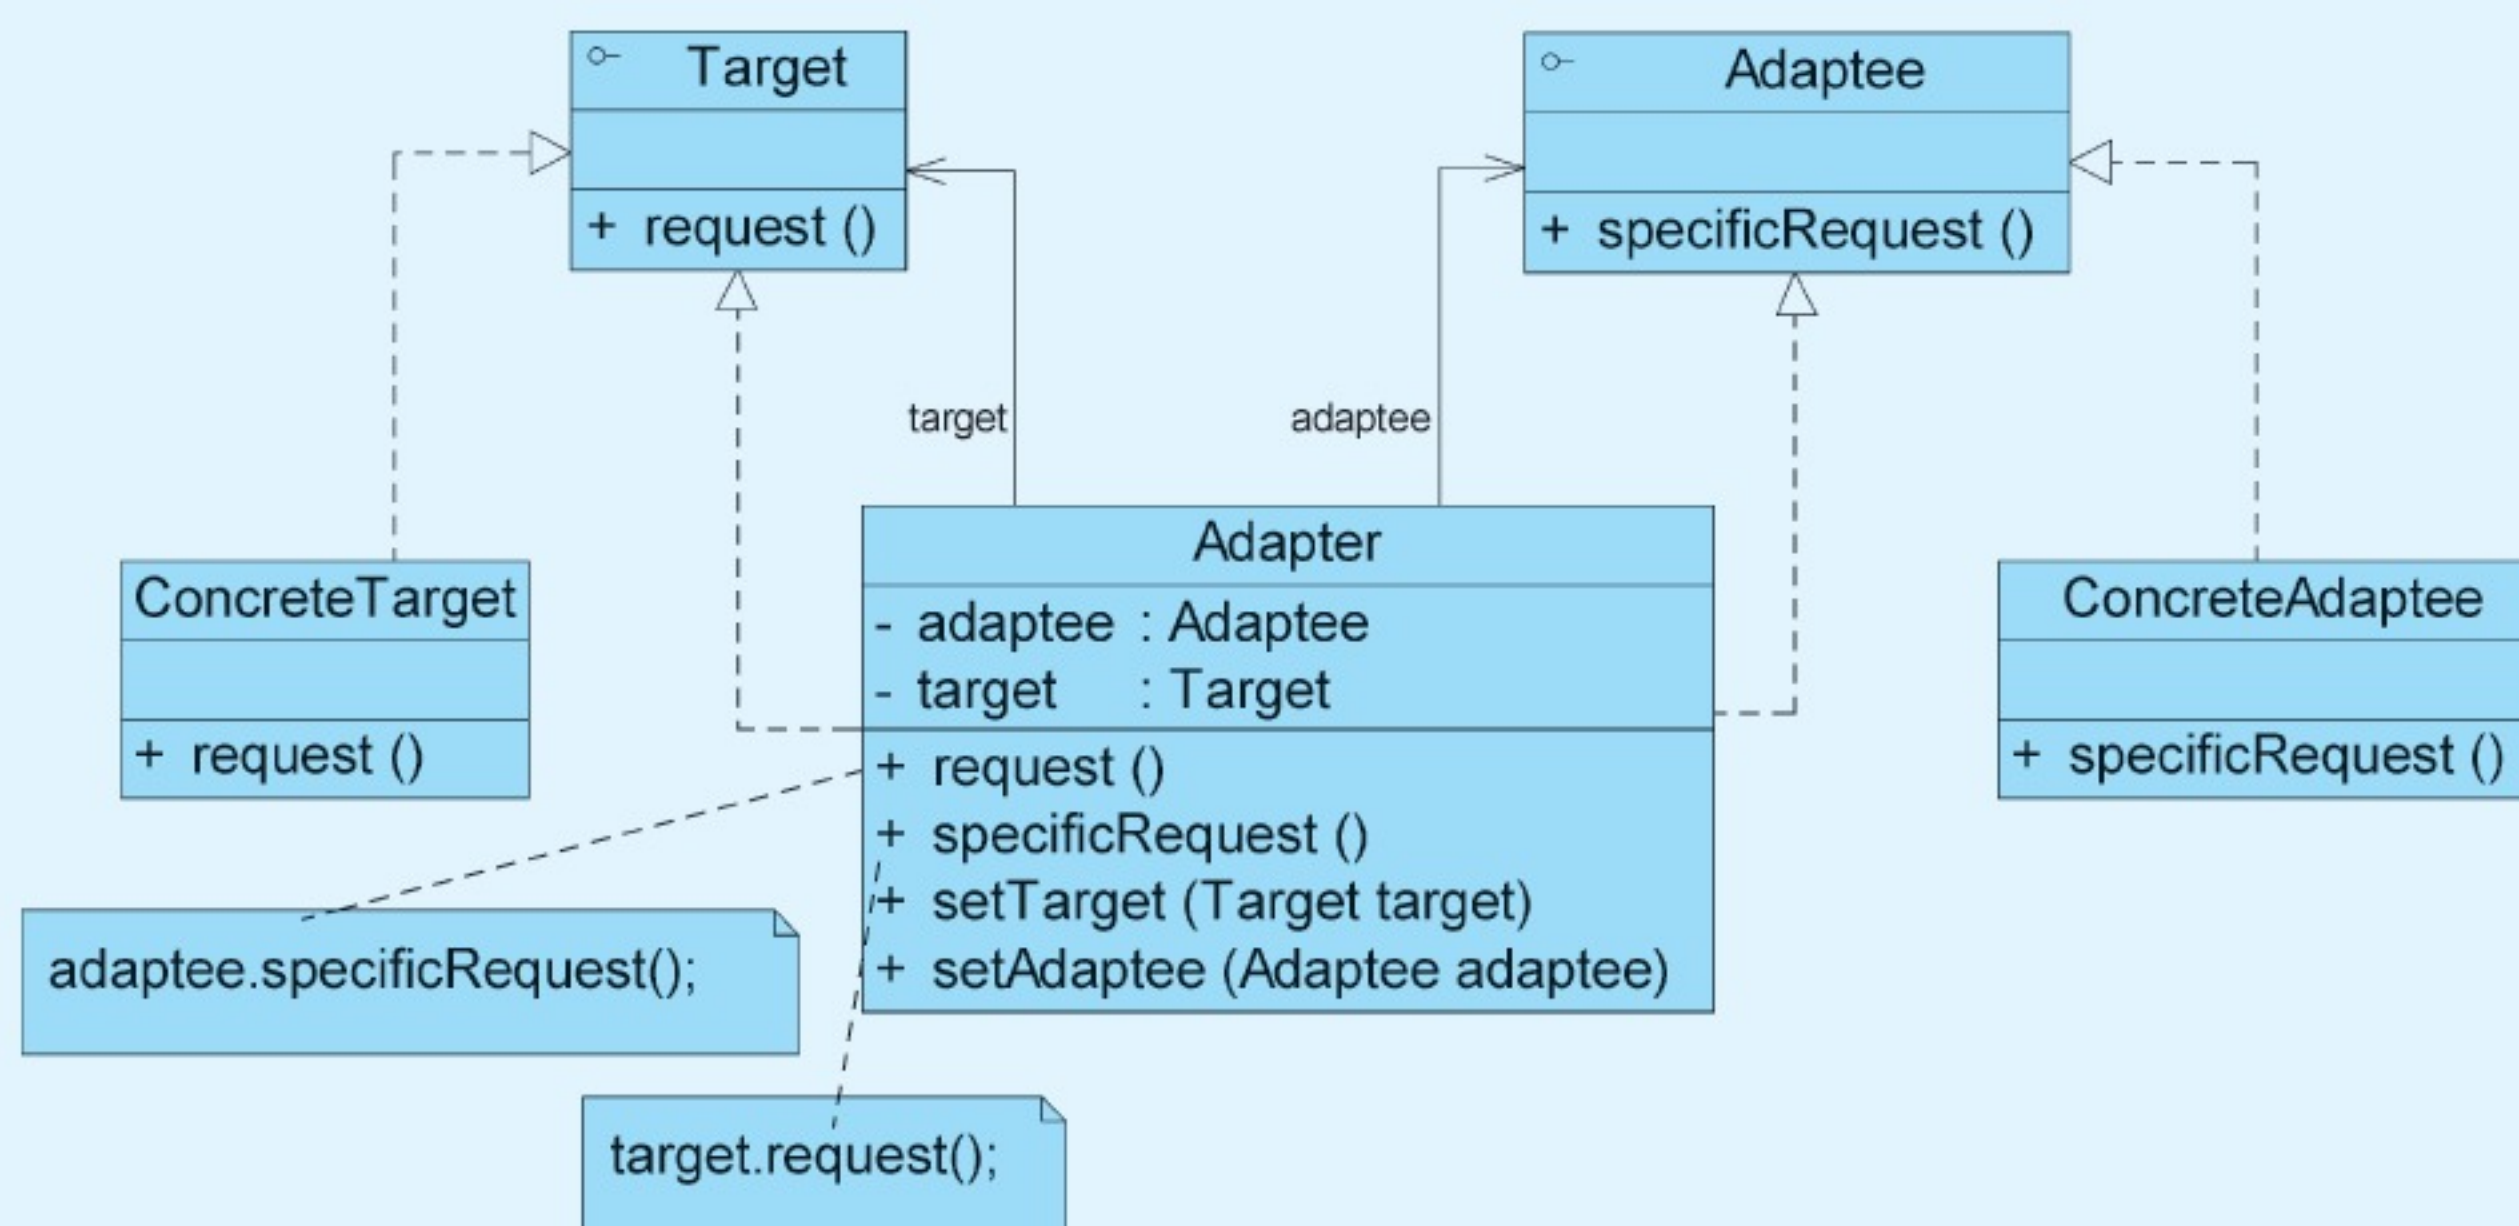 Target
+ request ()
Adaptee
+ specificRequest ()
target
adaptee
ConcreteTarget
+ request ()
Adapter
- adaptee : Adaptee
- target : Target
+ request ()
+ specificRequest ()
+ setTarget (Target target)
+ setAdaptee (Adaptee adaptee)
ConcreteAdaptee
+ specificRequest ()
adaptee.specificRequest();
target.request();